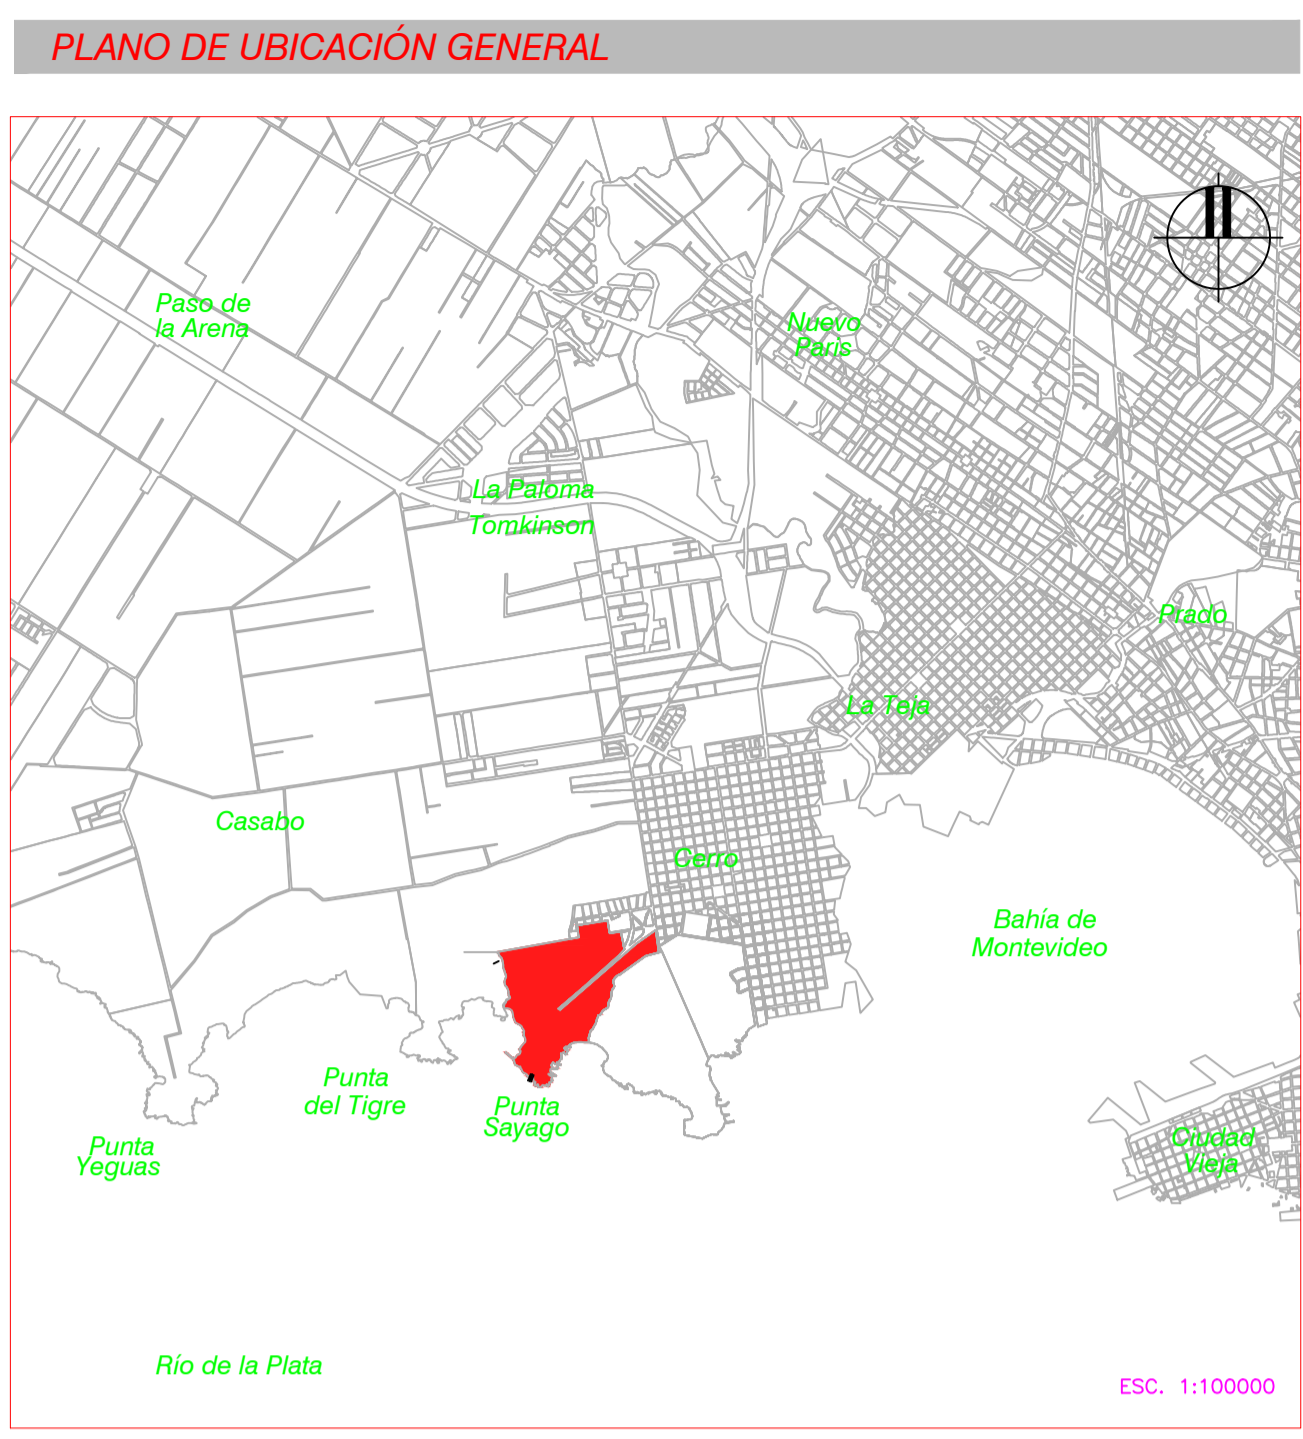 PLANO DE UBICACIÓN GENERAL
Paso de
la Arena
Nuevo
Paris
La Paloma
Tomkinson
Prado
La Teja
Casabo
Cerro
Bahía de
Montevideo
Punta
del Tigre
Punta
Sayago
Punta
Yeguas
Ciudad
Vieja
Río de la Plata
ESC. 1:100000